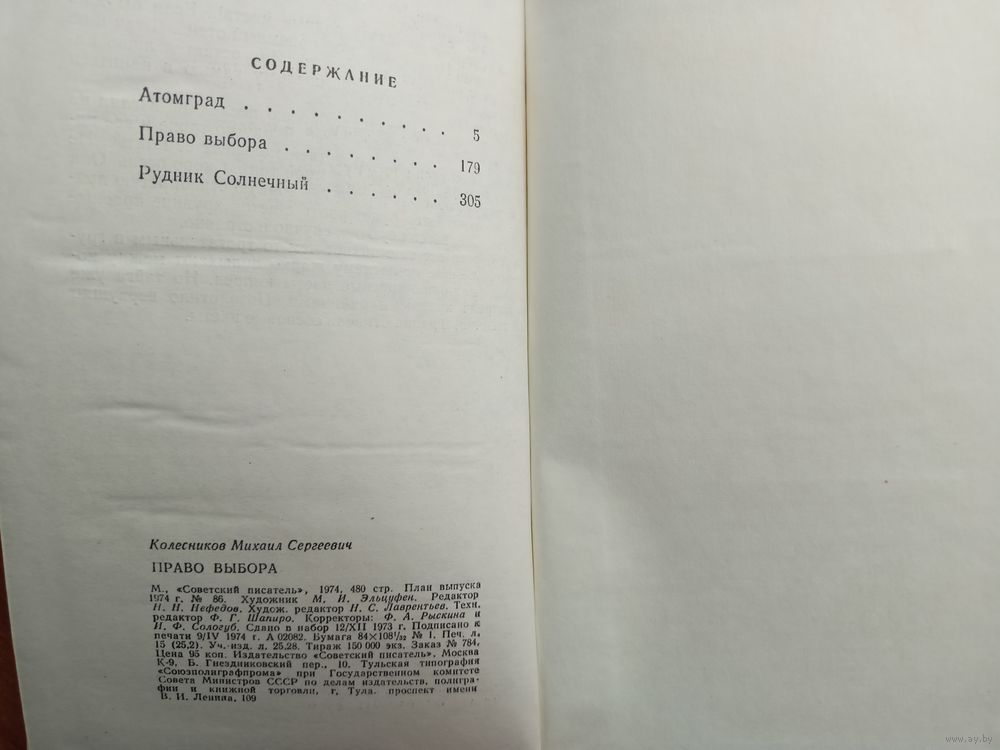 СОДЕРЖАНИЕ
Атомград . . . . . . . . . . 5
Право выбора . . . . . . . . 179
Рудник Солнечный . . . . . . 305
Колесников Михаил Сергеевич
ПРАВО ВЫБОРА
М., «Советский писатель», 1974, 480 стр. План выпуска
1974 г. № 86. Художник М. И. Эльцуфен. Редактор
Н. Н. Нефедов. Худож. редактор Н. С. Лаврентьев. Техн.
редактор Ф. Г. Шапиро. Корректоры: Ф. А. Рыскина и
И. Ф. Сологуб. Сдано в набор 12/XII 1973 г. Подписано к
печати 9/IV 1974 г. А 02082. Бумага 84×108¹/₃₂ № 1. Печ. л.
15 (25,2). Уч.-изд. л. 25.28. Тираж 150 000 экз. Заказ № 784.
Цена 95 коп. Издательство «Советский писатель». Москва
К-9. Б. Гнездниковский пер., 10. Тульская типография
«Союзполиграфпрома» при Государственном комитете
Совета Министров СССР по делам издательств, полигра-
фии и книжной торговли, г. Тула. проспект имени
В. И. Ленина, 109
www.ay.by